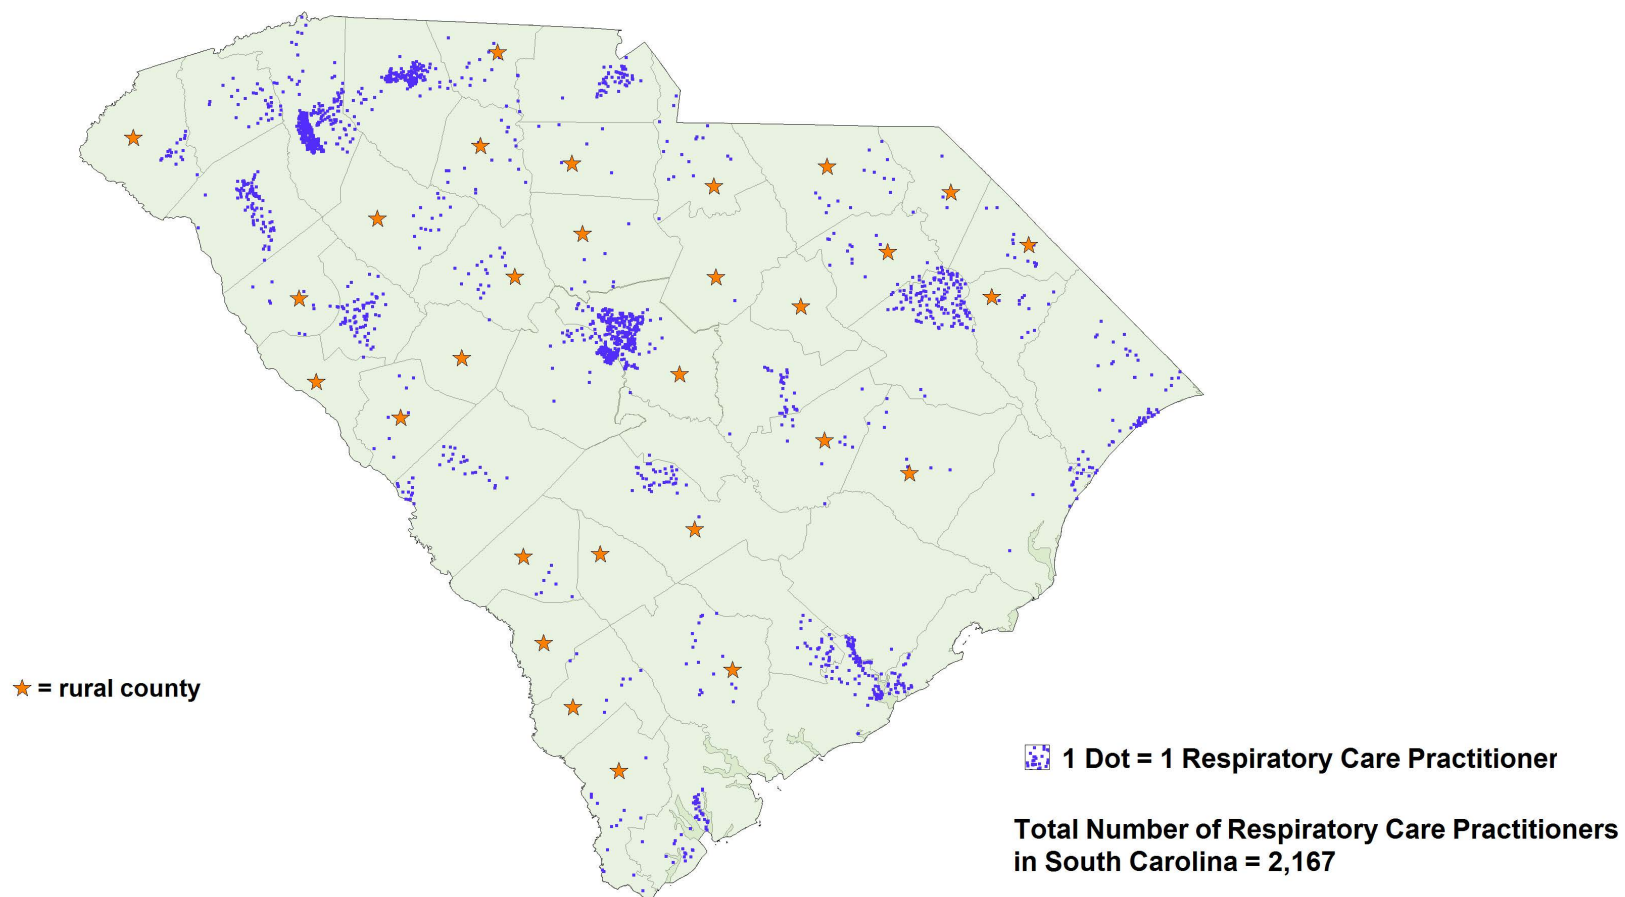 = rural county
1 Dot = 1 Respiratory Care Practitioner
Total Number of Respiratory Care Practitioners
in South Carolina = 2,167